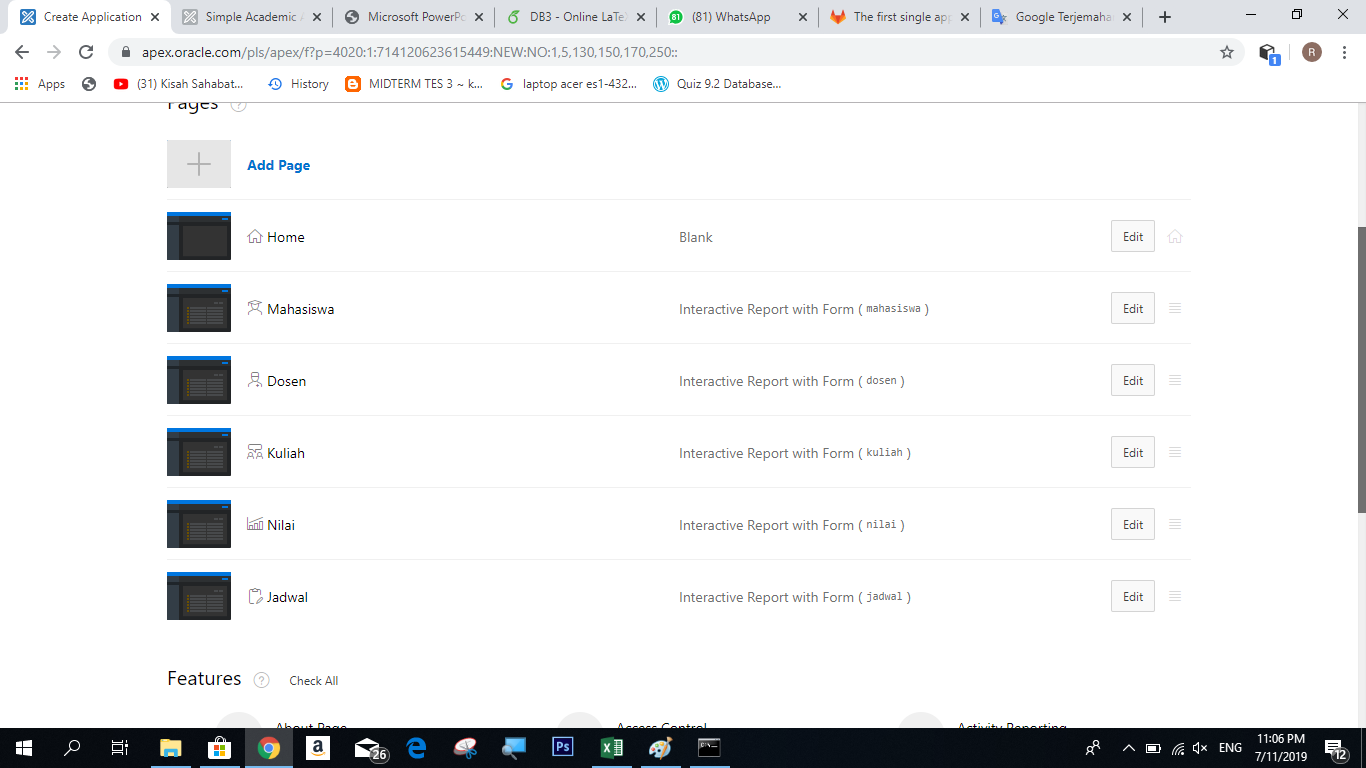 Create Application
Simple Academic A
Microsoft PowerPo
DB3 - Online LaTe
(81) WhatsApp
The first single app
Google Terjemaha
apex.oracle.com/pls/apex/f?p=4020:1:714120623615449:NEW:NO:1,5,130,150,170,250::
1
R
Apps
(31) Kisah Sahabat...
History
MIDTERM TES 3 ~ k...
laptop acer es1-432...
Quiz 9.2 Database...
Pages ?
Add Page
Home Blank Edit
Mahasiswa Interactive Report with Form ( mahasiswa ) Edit
Dosen Interactive Report with Form ( dosen ) Edit
Kuliah Interactive Report with Form ( kuliah ) Edit
Nilai Interactive Report with Form ( nilai ) Edit
Jadwal Interactive Report with Form ( jadwal ) Edit
Features ? Check All
About Page Access Control Activity Reporting
a
26
Ps
ENG
11:06 PM
7/11/2019
12